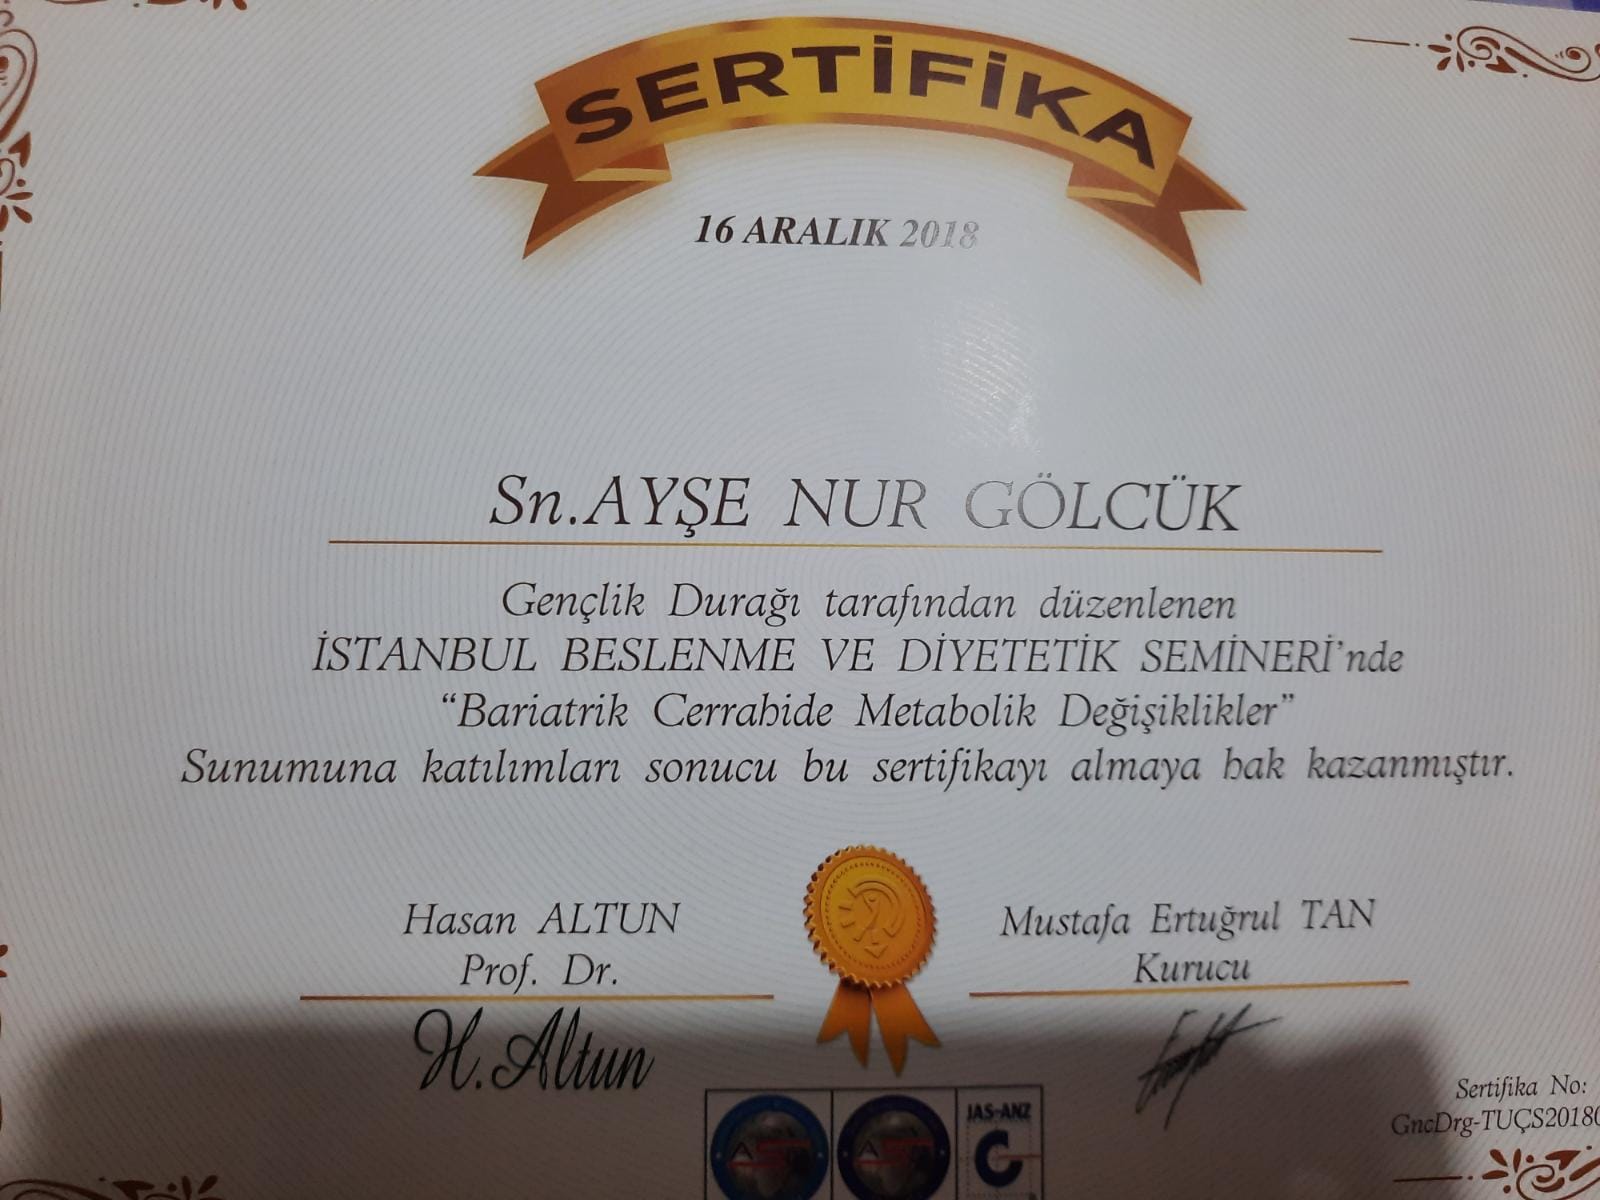 SERTİFİKA
16 ARALIK 2018
Sn.AYŞE NUR GÖLCÜK
Gençlik Durağı tarafından düzenlenen
İSTANBUL BESLENME VE DİYETETİK SEMİNERİ'nde
"Bariatrik Cerrahide Metabolik Değişiklikler"
Sunumuna katılımları sonucu bu sertifikayı almaya hak kazanmıştır.
Hasan ALTUN
Prof. Dr.
H. Altun
Mustafa Ertuğrul TAN
Kurucu
JAS-ANZ
Sertifika No:
GncDrg-TUÇS20180